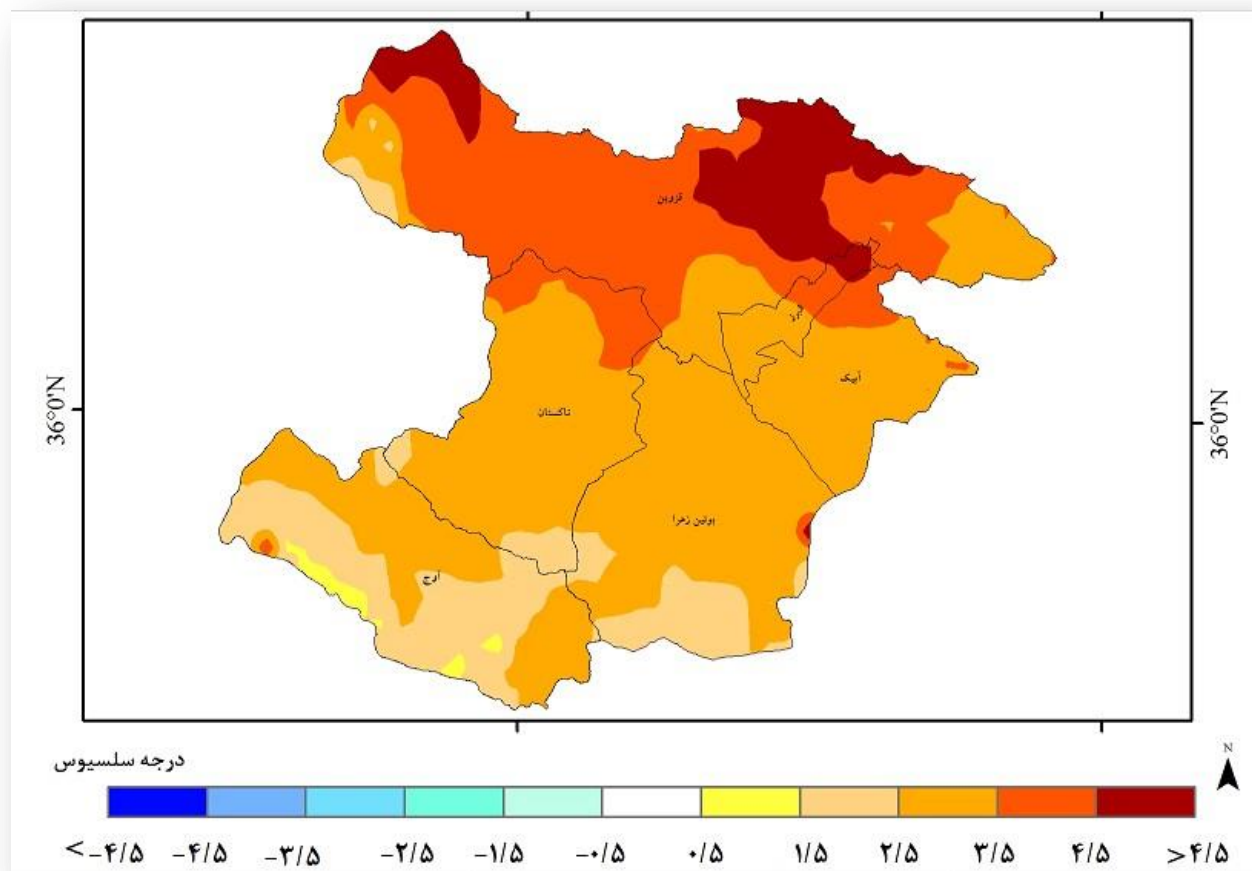 قزوین
البرز
آبیک
تاکستان
36°0'N
36°0'N
بوئین زهرا
آوج
درجه سلسیوس
N
< -۴/۵ -۴/۵ -۳/۵ -۲/۵ -۱/۵ -۰/۵ ۰/۵ ۱/۵ ۲/۵ ۳/۵ ۴/۵ >۴/۵